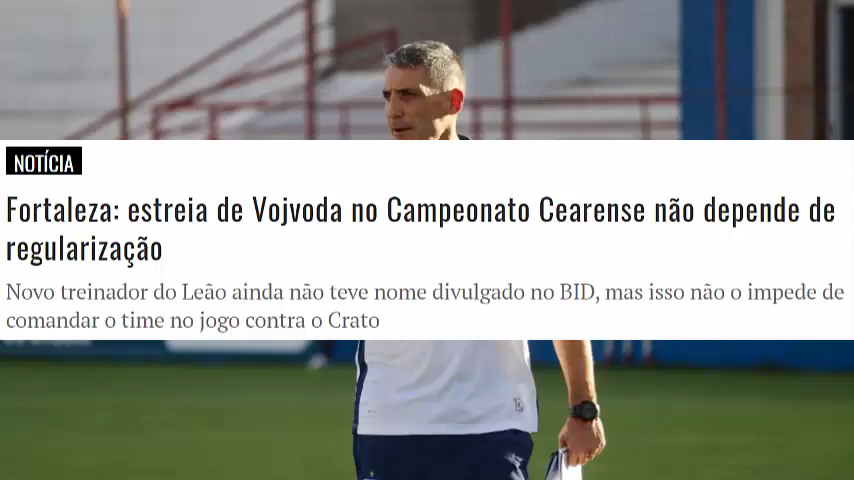 NOTÍCIA
Fortaleza: estreia de Vojvoda no Campeonato Cearense não depende de
regularização
Novo treinador do Leão ainda não teve nome divulgado no BID, mas isso não o impede de
comandar o time no jogo contra o Crato